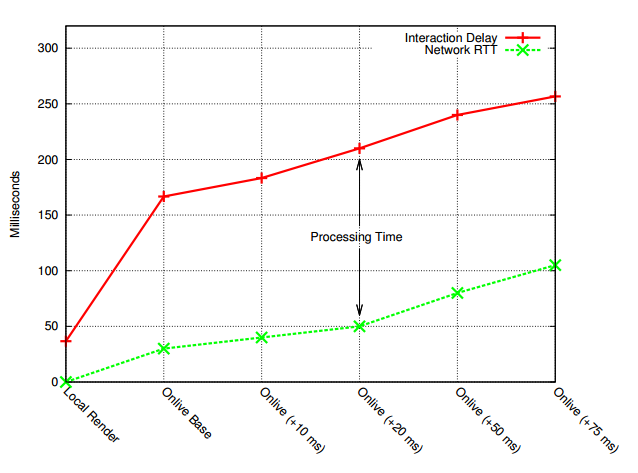 Interaction Delay
Network RTT
300
250
200
150
100
50
0
Milliseconds
Processing Time
Local Render
Onlive Base
Onlive (+10 ms)
Onlive (+20 ms)
Onlive (+50 ms)
Onlive (+75 ms)